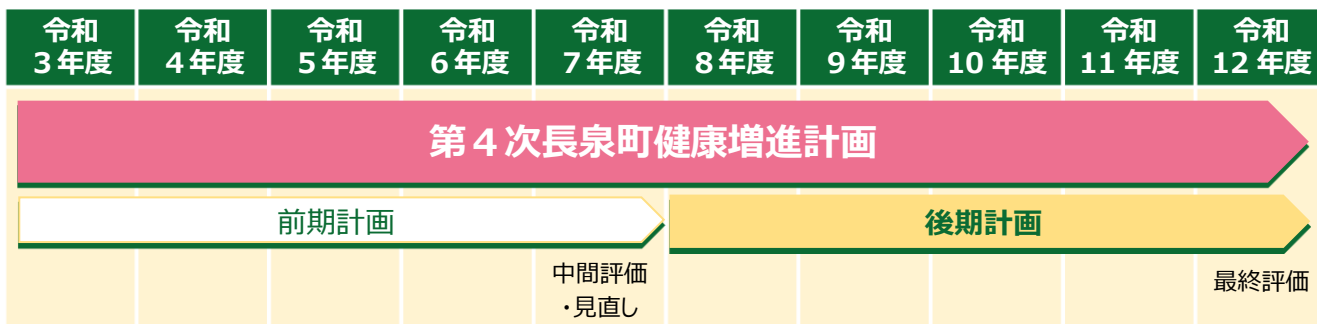 令和
3年度
令和
4年度
令和
5年度
令和
6年度
令和
7年度
令和
8年度
令和
9年度
令和
10年度
令和
11年度
令和
12年度
第4次長泉町健康増進計画
前期計画
後期計画
中間評価
・見直し
最終評価